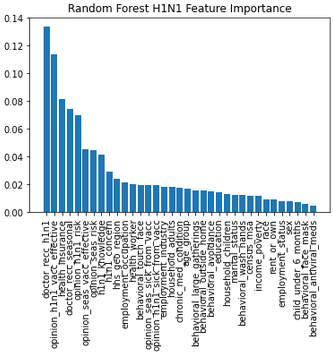 Random Forest H1N1 Feature Importance
0.14
0.12
0.10
0.08
0.06
0.04
0.02
0.00
doctor_recc_h1n1
opinion_h1n1_vacc_effective
health_insurance
doctor_recc_seasonal
opinion_h1n1_risk
opinion_seas_vacc_effective
opinion_seas_risk
h1n1_knowledge
h1n1_concern
hhs_geo_region
employment_occupation
health_worker
behavioral_touch_face
opinion_seas_sick_from_vacc
opinion_h1n1_sick_from_vacc
employment_industry
household_adults
chronic_med_condition
age_group
behavioral_large_gatherings
behavioral_outside_home
behavioral_avoidance
education
household_children
marital_status
behavioral_wash_hands
census_msa
income_poverty
race
rent_or_own
employment_status
sex
child_under_6_months
behavioral_face_mask
behavioral_antiviral_meds